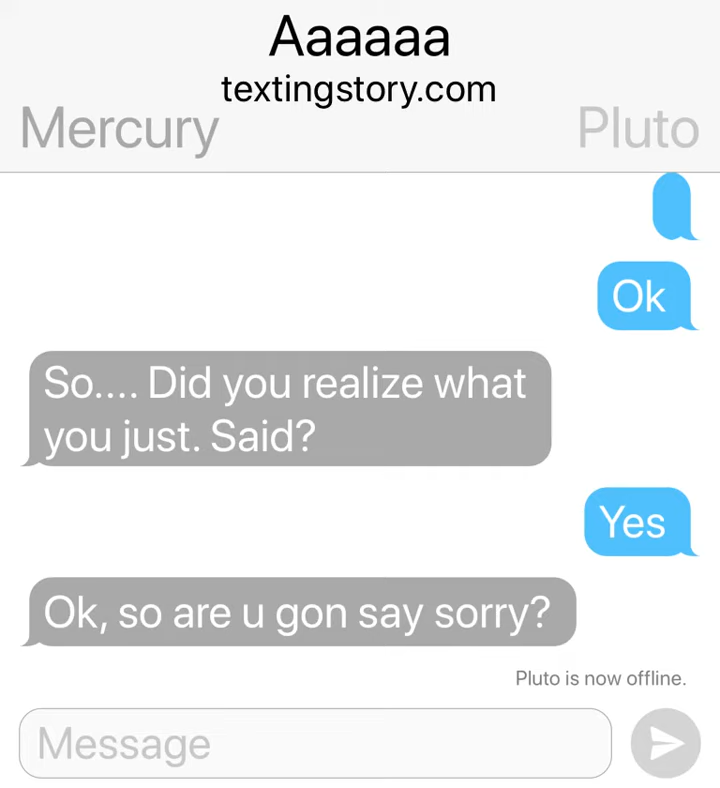 Aaaaaa
textingstory.com
Mercury Pluto
Ok
So.... Did you realize what
you just. Said?
Yes
Ok, so are u gon say sorry?
Pluto is now offline.
Message